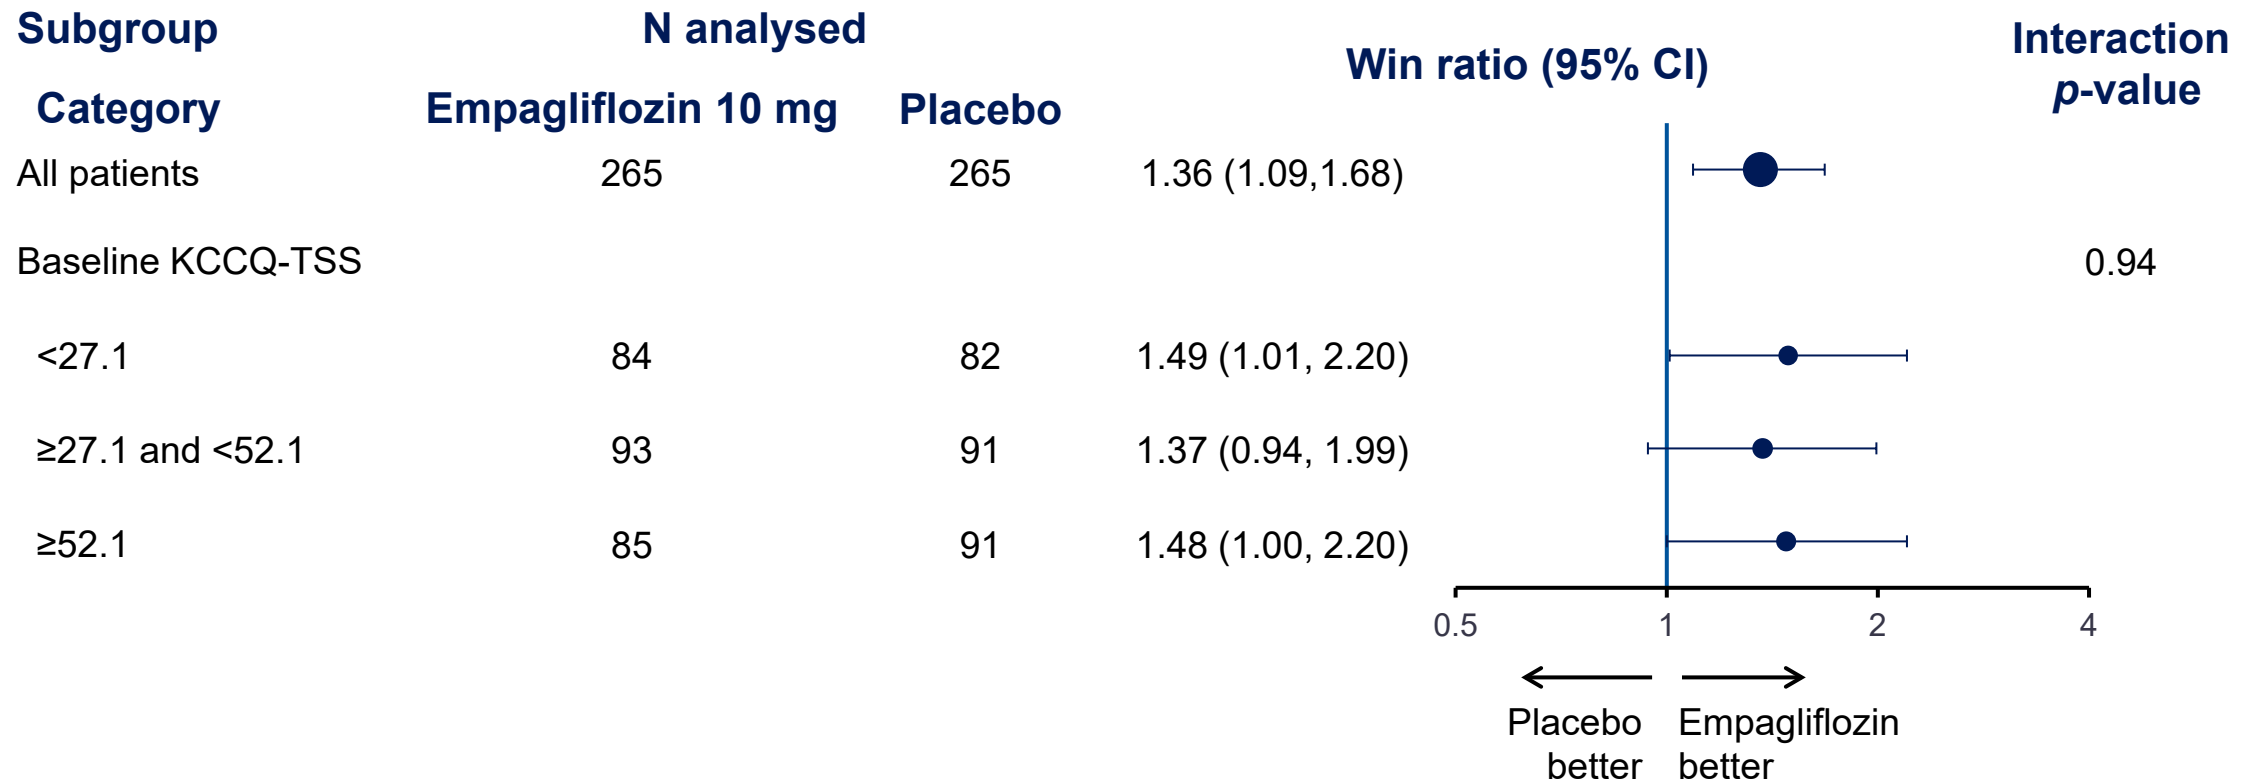 Subgroup N analysed Win ratio (95% CI) Interaction p-value
Category Empagliflozin 10 mg Placebo
All patients 265 265 1.36 (1.09,1.68)
Baseline KCCQ-TSS 0.94
<27.1 84 82 1.49 (1.01, 2.20)
≥27.1 and <52.1 93 91 1.37 (0.94, 1.99)
≥52.1 85 91 1.48 (1.00, 2.20)
0.5 1 2 4
Placebo better
Empagliflozin better